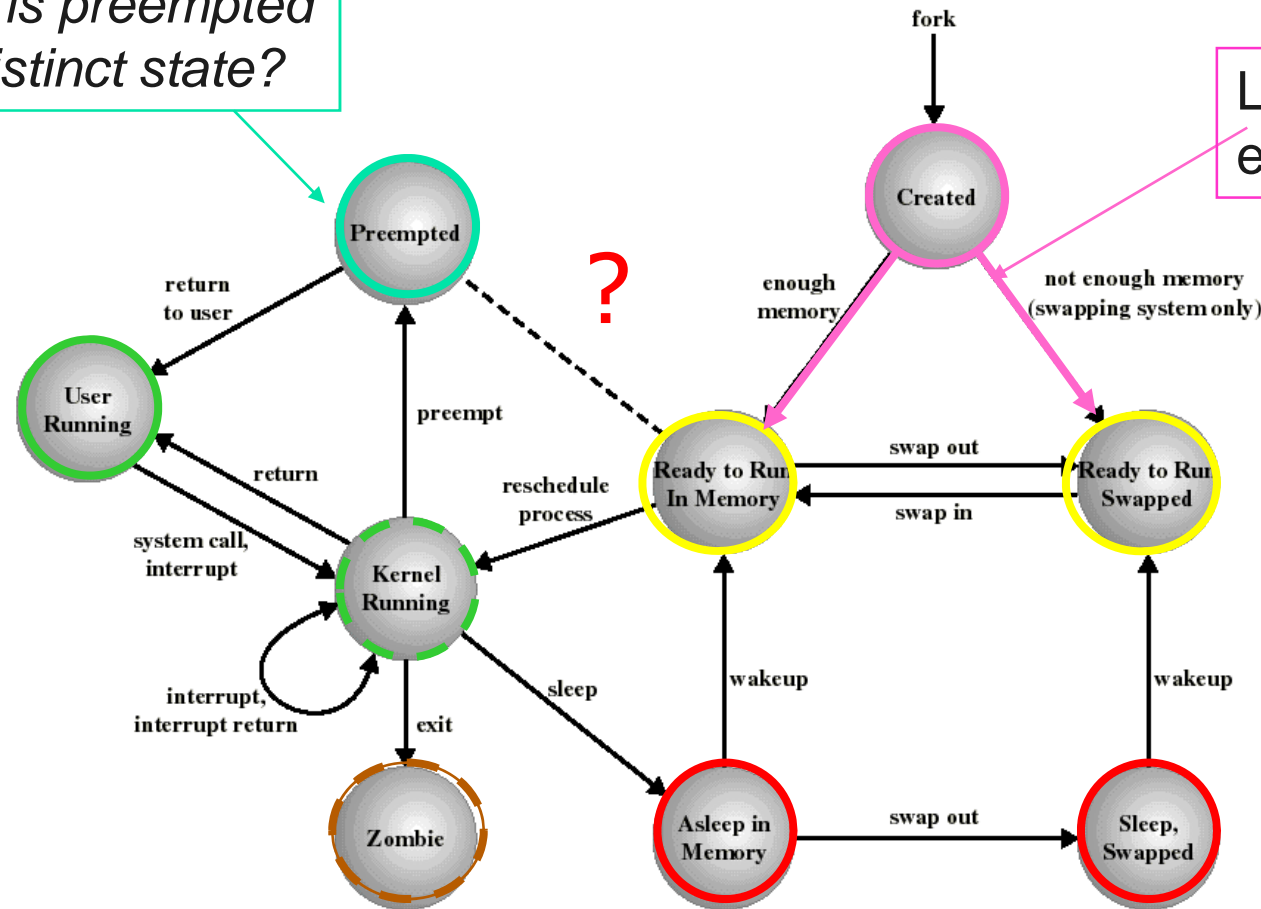 is preempted
istinct state?
fork
L
e
Created
Preempted
?
enough
memory
not enough memory
(swapping system only)
return
to user
User
Running
preempt
return
reschedule
process
Ready to Run
In Memory
swap out
swap in
Ready to Run
Swapped
system call,
interrupt
Kernel
Running
interrupt,
interrupt return
sleep
wakeup
wakeup
exit
Zombie
Asleep in
Memory
swap out
Sleep,
Swapped